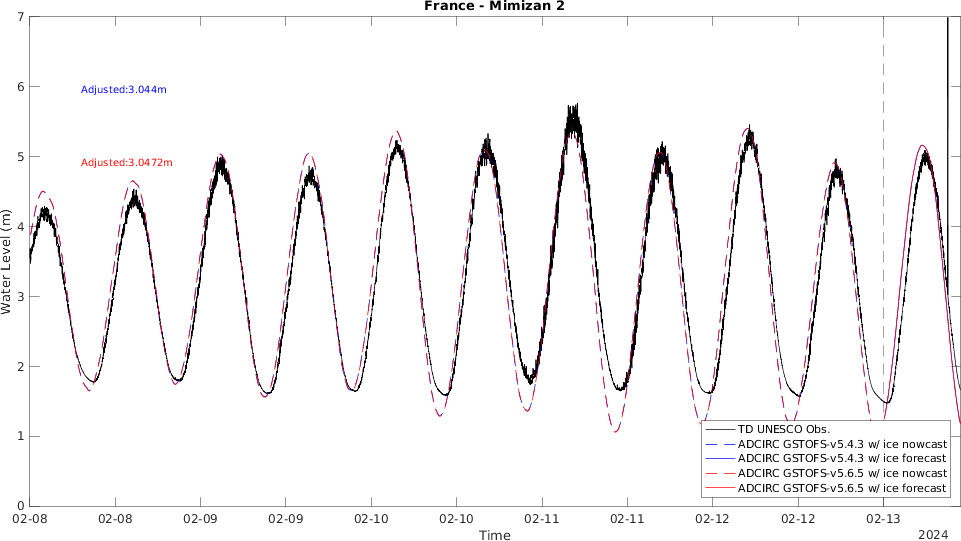 France - Mimizan 2
7
6
5
4
3
2
1
0
Water Level (m)
Adjusted:3.044m
Adjusted:3.0472m
TD UNESCO Obs.
ADCIRC GSTOFS-v5.4.3 w/ ice nowcast
ADCIRC GSTOFS-v5.4.3 w/ ice forecast
ADCIRC GSTOFS-v5.6.5 w/ ice nowcast
ADCIRC GSTOFS-v5.6.5 w/ ice forecast
02-08 02-08 02-09 02-09 02-10 02-10 02-11 02-11 02-12 02-12 02-13
Time
2024